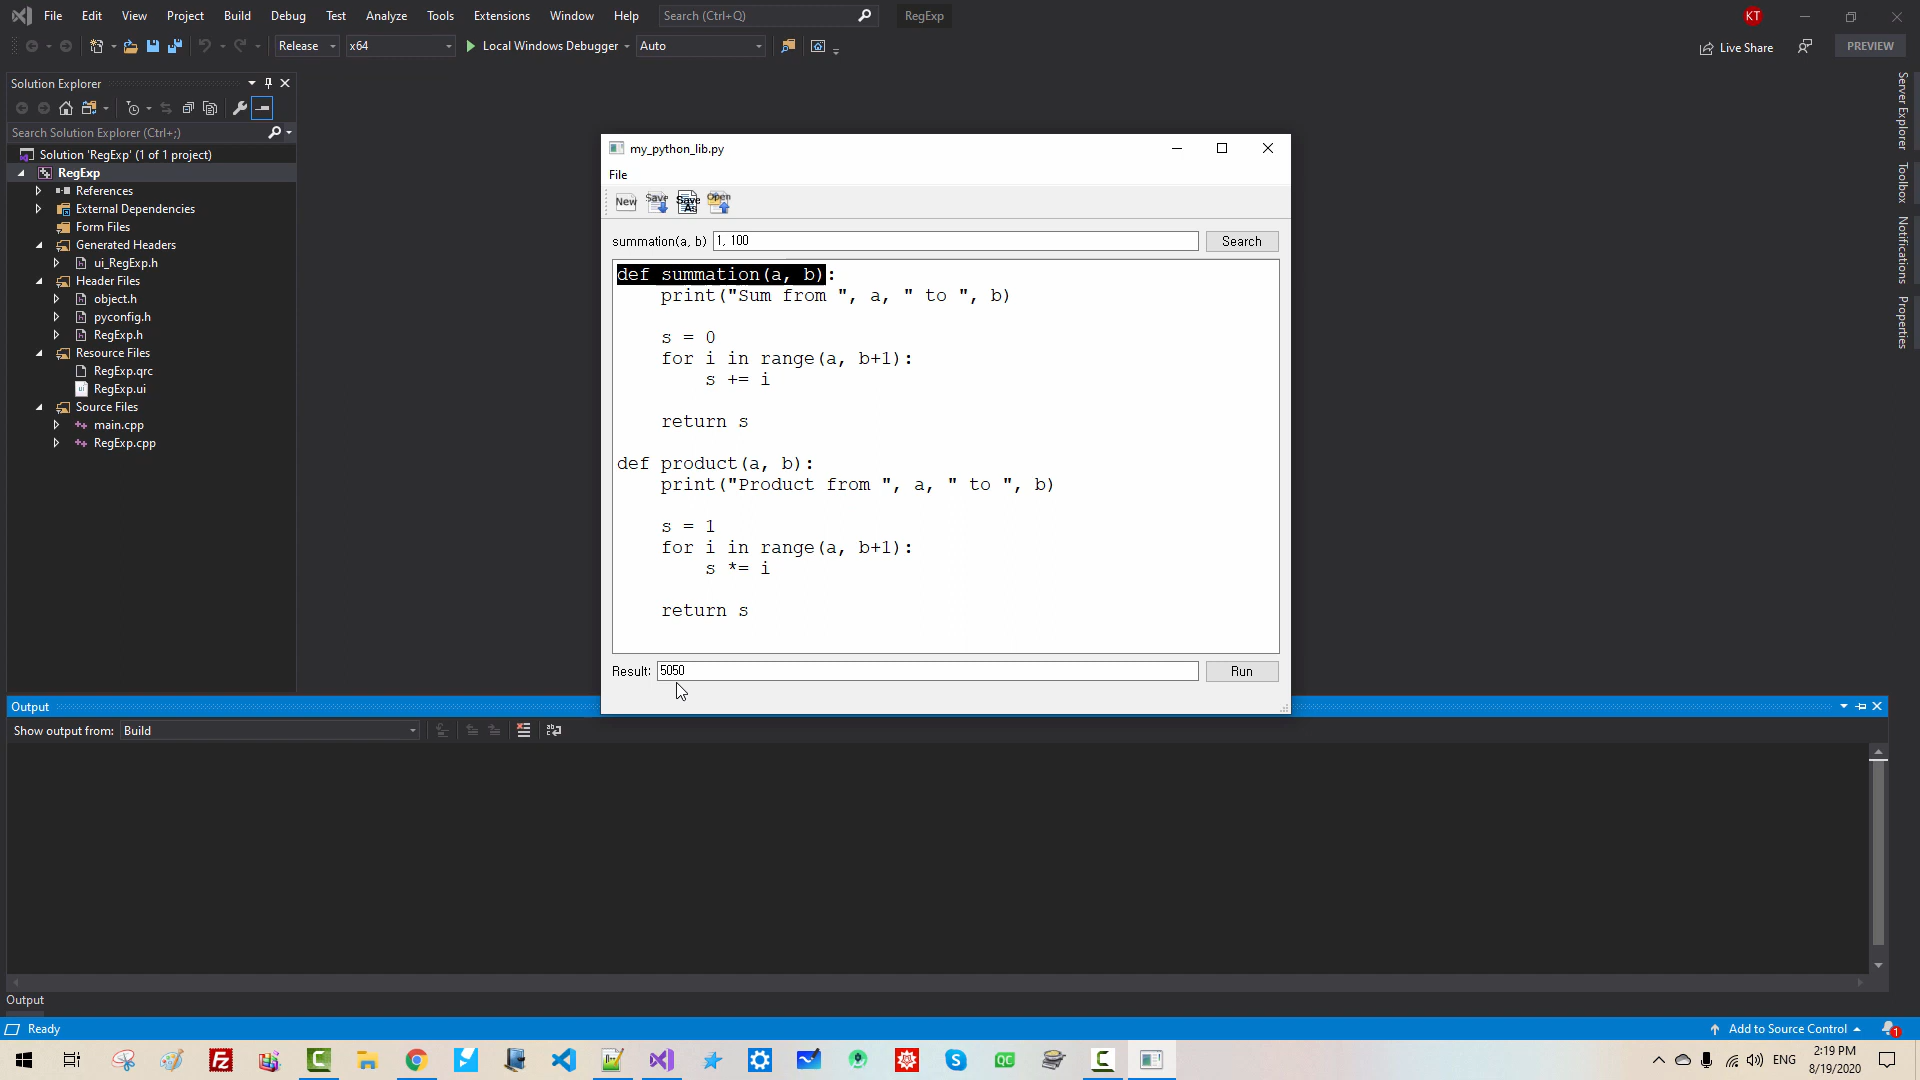 File Edit View Project Build Debug Test Analyze Tools Extensions Window Help Search (Ctrl+Q) RegExp KT
Release x64 Local Windows Debugger Auto Live Share PREVIEW
Solution Explorer
Search Solution Explorer (Ctrl+;)
Solution 'RegExp' (1 of 1 project)
RegExp
References
External Dependencies
Form Files
Generated Headers
ui_RegExp.h
Header Files
object.h
pyconfig.h
RegExp.h
Resource Files
RegExp.qrc
RegExp.ui
Source Files
main.cpp
RegExp.cpp
my_python_lib.py
File
New Save Save As Open
summation(a, b) 1, 100 Search
def summation(a, b):
print("Sum from ", a, " to ", b)
s = 0
for i in range(a, b+1):
s += i
return s
def product(a, b):
print("Product from ", a, " to ", b)
s = 1
for i in range(a, b+1):
s *= i
return s
Result: 5050 Run
Server Explorer
Toolbox
Notifications
Properties
Output
Show output from: Build
Output
Ready Add to Source Control 1
ENG 2:19 PM
8/19/2020